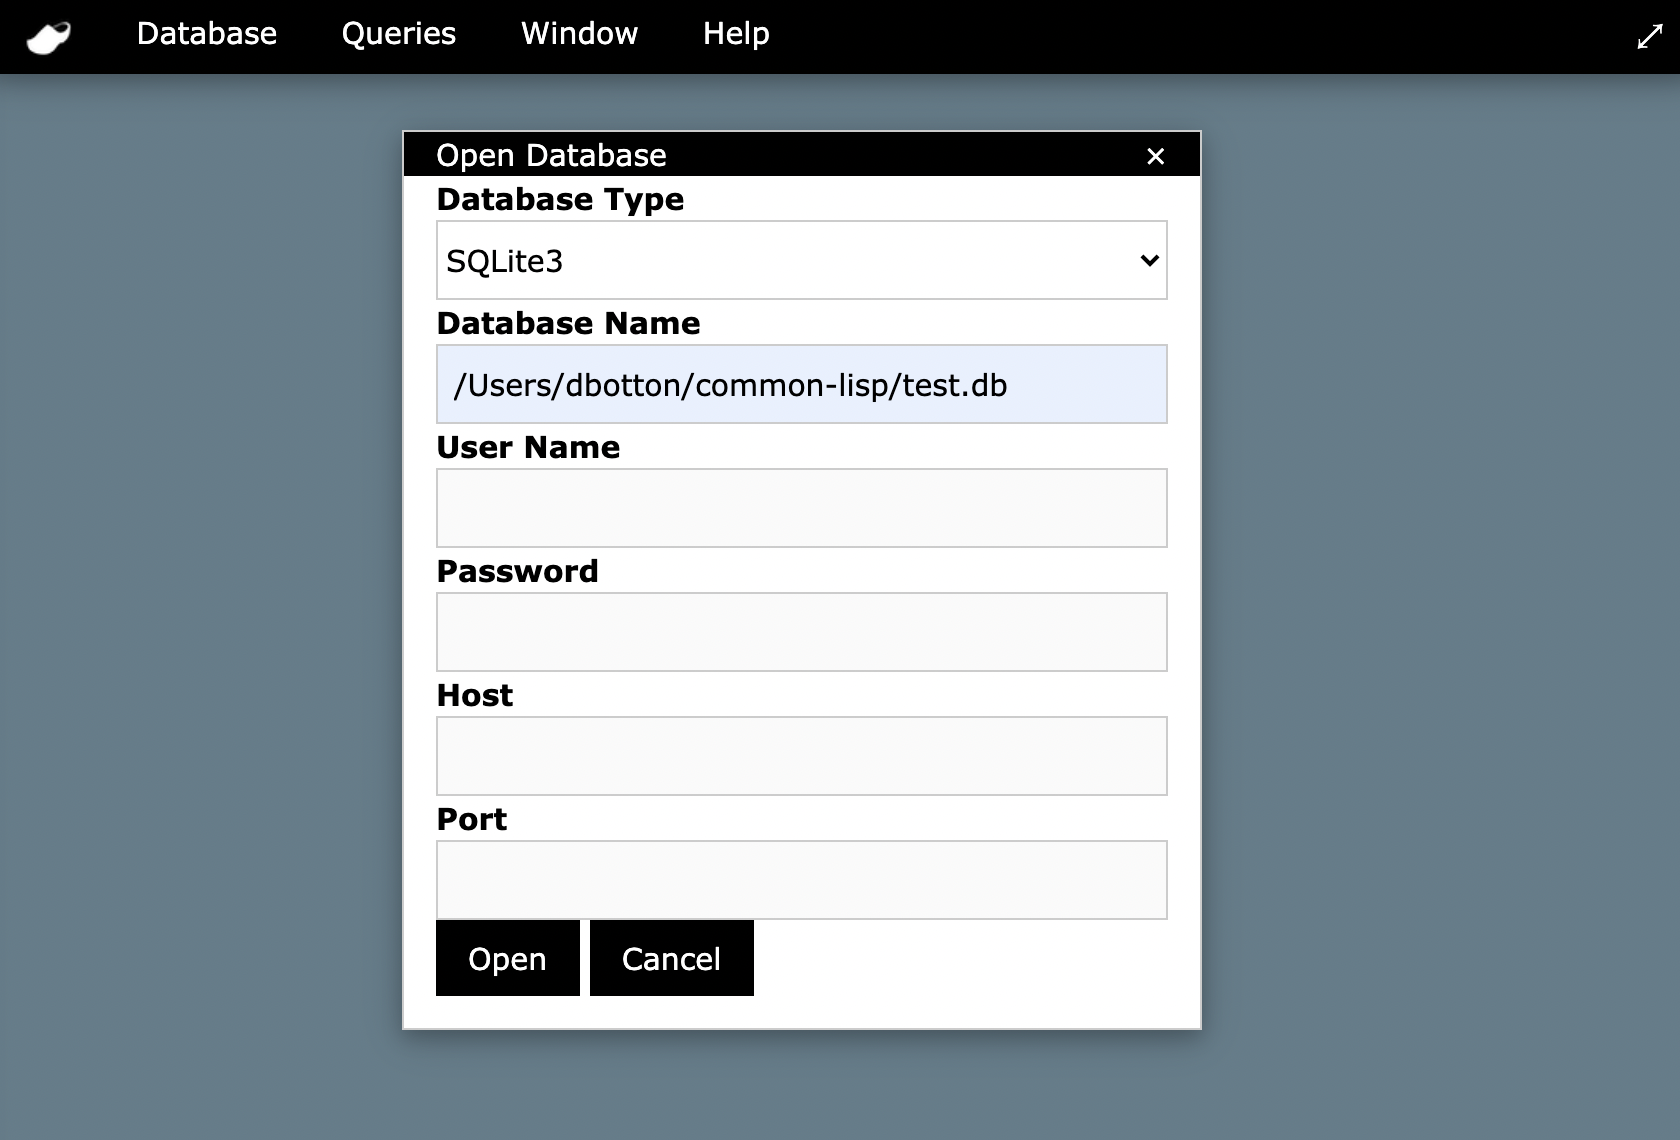 Database Queries Window Help
Open Database ×
Database Type
SQLite3
Database Name
/Users/dbotton/common-lisp/test.db
User Name
Password
Host
Port
Open Cancel